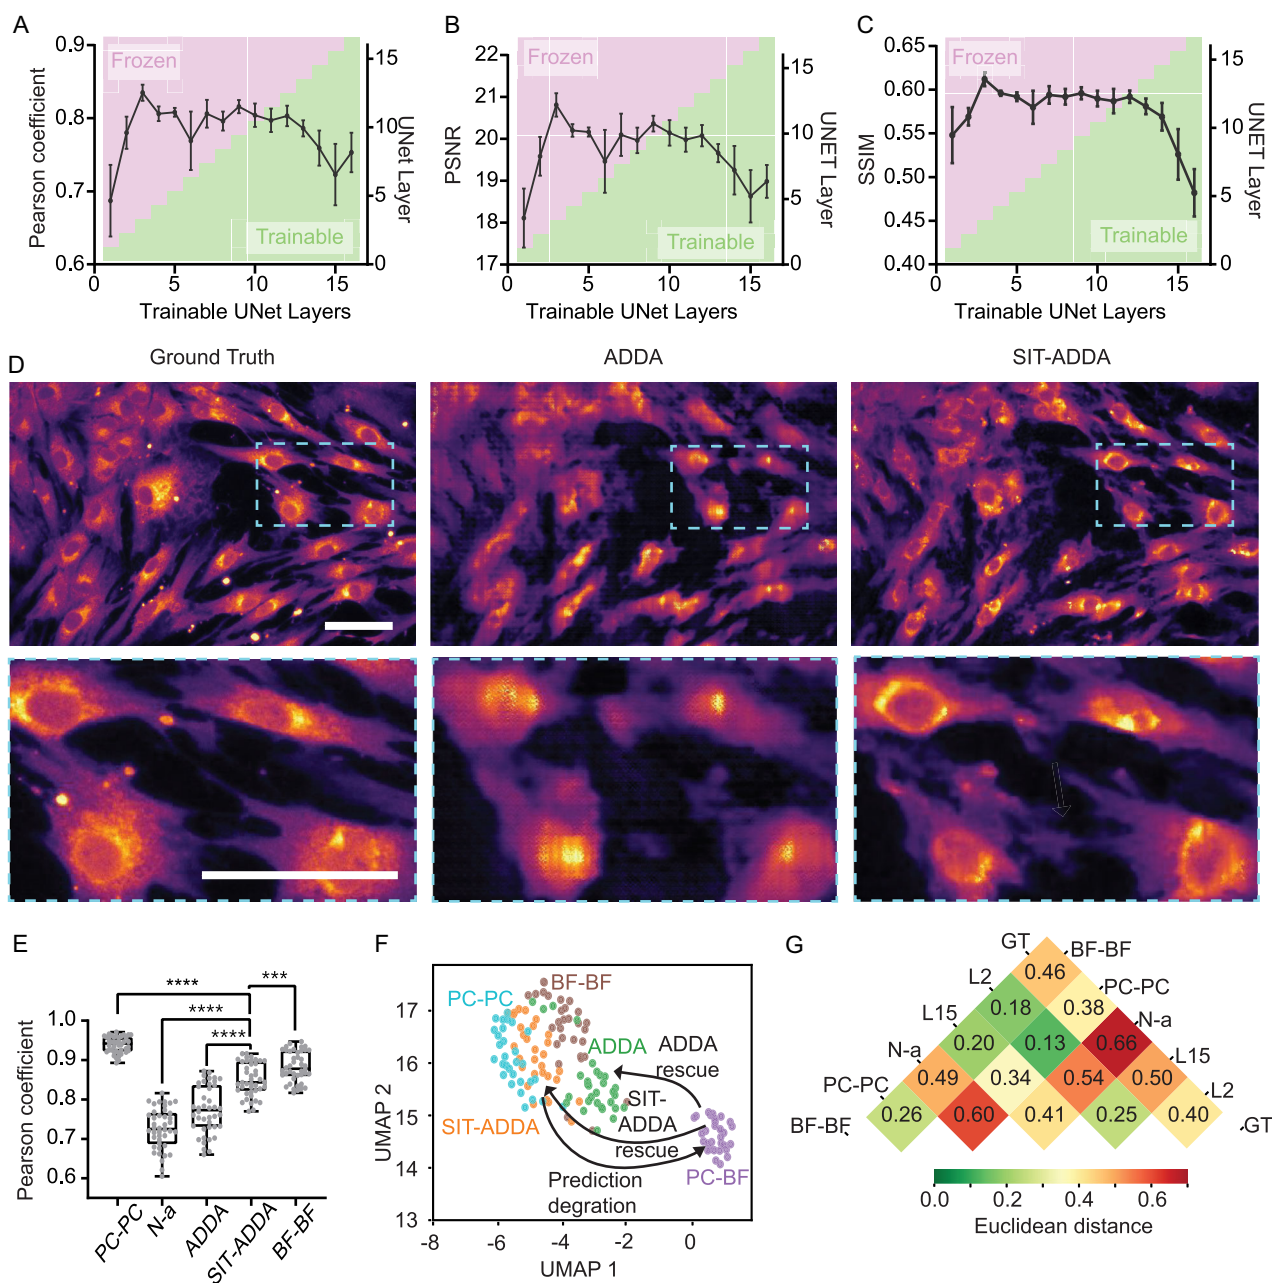 A
B
C
0.9
0.8
0.7
0.6
Pearson coefficient
Frozen
Trainable
15
10
5
0
UNet Layer
0
5
10
15
Trainable UNet Layers
22
21
20
19
18
17
PSNR
Frozen
Trainable
15
10
5
0
UNET Layer
0
5
10
15
Trainable UNet Layers
0.65
0.60
0.55
0.50
0.45
0.40
SSIM
Frozen
Trainable
15
10
5
0
UNET Layer
0
5
10
15
Trainable UNet Layers
D
Ground Truth
ADDA
SIT-ADDA
E
****
***
****
****
1.0
0.9
0.8
0.7
0.6
Pearson coefficient
PC-PC
N-a
ADDA
SIT-ADDA
BF-BF
F
17
16
15
14
13
UMAP 2
PC-PC
BF-BF
ADDA
ADDA
rescue
SIT-
ADDA
rescue
SIT-ADDA
Prediction
degration
PC-BF
-8
-6
-4
-2
0
UMAP 1
G
GT
BF-BF
L2
PC-PC
L15
N-a
N-a
L15
PC-PC
L2
BF-BF
GT
0.46
0.18
0.38
0.20
0.13
0.66
0.49
0.34
0.54
0.50
0.26
0.60
0.41
0.25
0.40
0.0
0.2
0.4
0.6
Euclidean distance